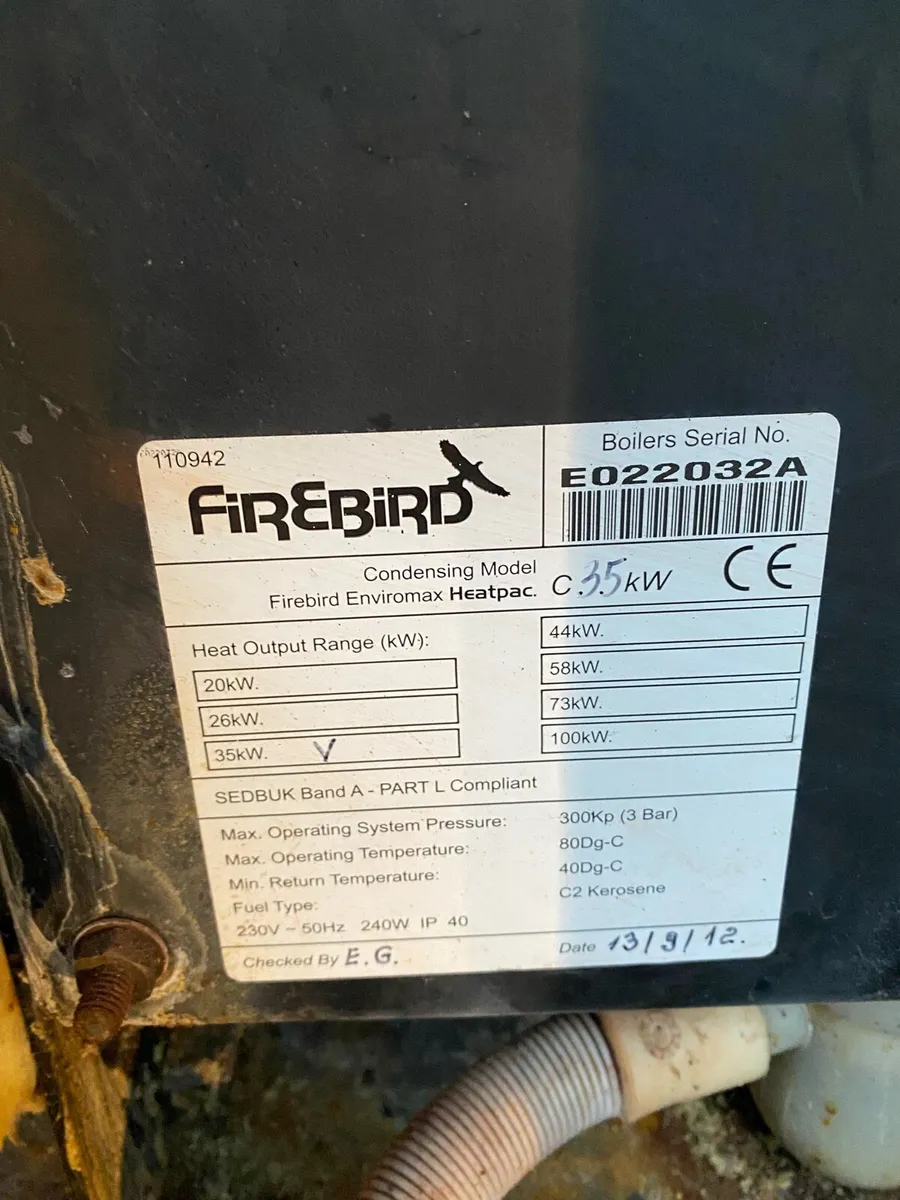 110942
FIREBIRD
Boilers Serial No.
E022032A
Condensing Model
Firebird Enviromax Heatpac. C.35kW CE
Heat Output Range (kW):
20kW.
26kW.
35kW. V
44kW.
58kW.
73kW.
100kW.
SEDBUK Band A - PART L Compliant
Max. Operating System Pressure: 300Kp (3 Bar)
Max. Operating Temperature: 80Dg-C
Min. Return Temperature: 40Dg-C
Fuel Type: C2 Kerosene
230V ~ 50Hz 240W IP 40
Checked By E.G. Date 13/9/12.